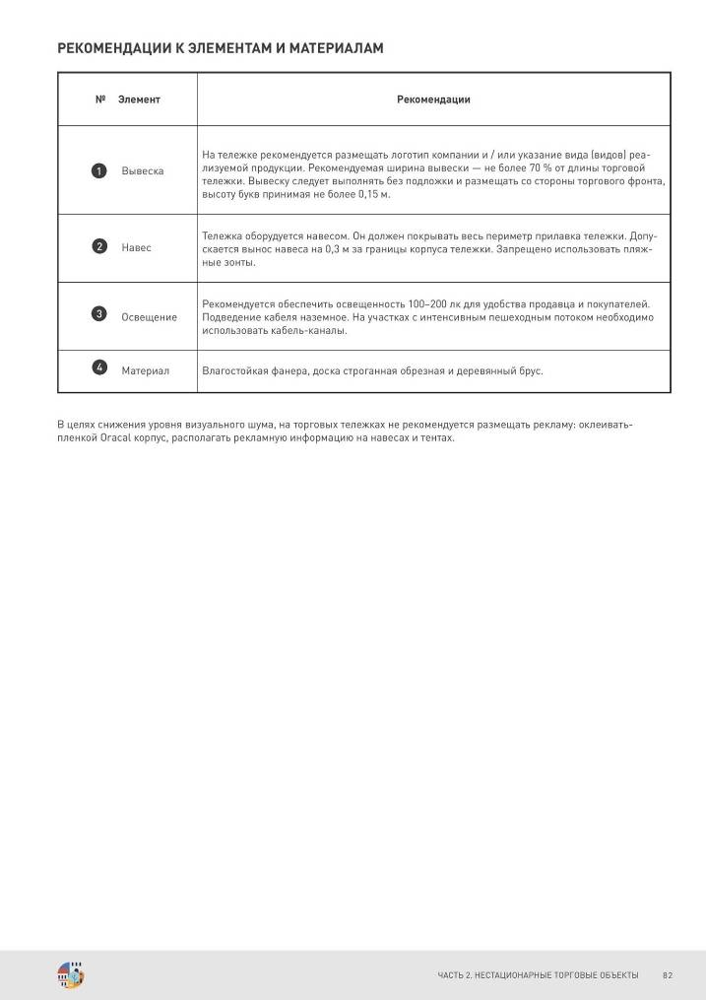 РЕКОМЕНДАЦИИ К ЭЛЕМЕНТАМ И МАТЕРИАЛАМ
№ Элемент Рекомендации
1 Вывеска
На тележке рекомендуется размещать логотип компании и / или указание вида (видов) реа-
лизуемой продукции. Рекомендуемая ширина вывески — не более 70 % от длины торговой
тележки. Вывеску следует выполнять без подложки и размещать со стороны торгового фронта,
высоту букв принимая не более 0,15 м.
2 Навес
Тележка оборудуется навесом. Он должен покрывать весь периметр прилавка тележки. Допу-
скается вынос навеса на 0,3 м за границы корпуса тележки. Запрещено использовать пляж-
ные зонты.
3 Освещение
Рекомендуется обеспечить освещенность 100–200 лк для удобства продавца и покупателей.
Подведение кабеля наземное. На участках с интенсивным пешеходным потоком необходимо
использовать кабель-каналы.
4 Материал
Влагостойкая фанера, доска строганная обрезная и деревянный брус.
В целях снижения уровня визуального шума, на торговых тележках не рекомендуется размещать рекламу: оклеивать-
пленкой Oracal корпус, располагать рекламную информацию на навесах и тентах.
ЧАСТЬ 2. НЕСТАЦИОНАРНЫЕ ТОРГОВЫЕ ОБЪЕКТЫ 82